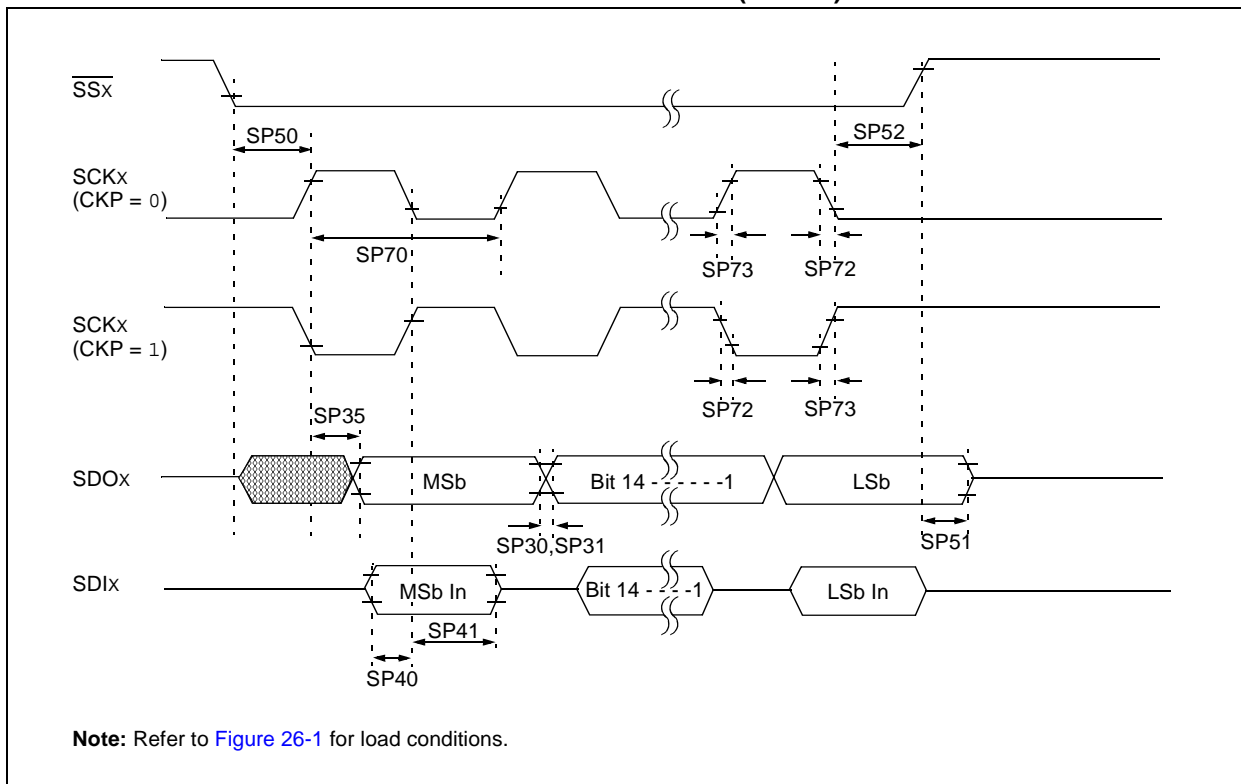 SSx
SP50
SP52
SCKx
(CKP = 0)
SP70
SP73
SP72
SCKx
(CKP = 1)
SP72
SP73
SP35
SDOx
MSb
Bit 14 - - - - - -1
LSb
SP30,SP31
SP51
SDIx
MSb In
Bit 14 - - - -1
LSb In
SP41
SP40
Note: Refer to Figure 26-1 for load conditions.